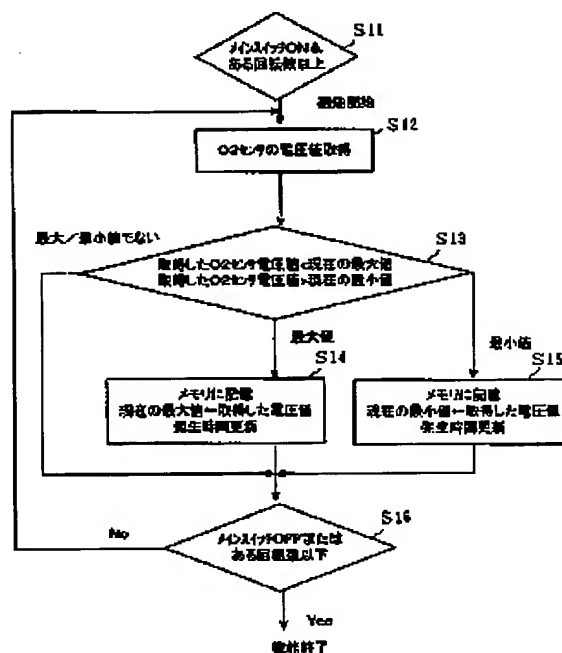 S11
メインスイッチON&
ある回転数以上
S12
O2センサの電圧値取得
最大/最小値でない
S13
取得したO2センサ電圧値<現在の最大値
取得したO2センサ電圧値>現在の最小値
最大値
最小値
S14
S15
メモリに記憶
現在の最大値←取得した電圧値
発生時間更新
メモリに記憶
現在の最小値←取得した電圧値
発生時間更新
S16
No
メインスイッチOFFまたは
ある回転数以下
Yes
終了